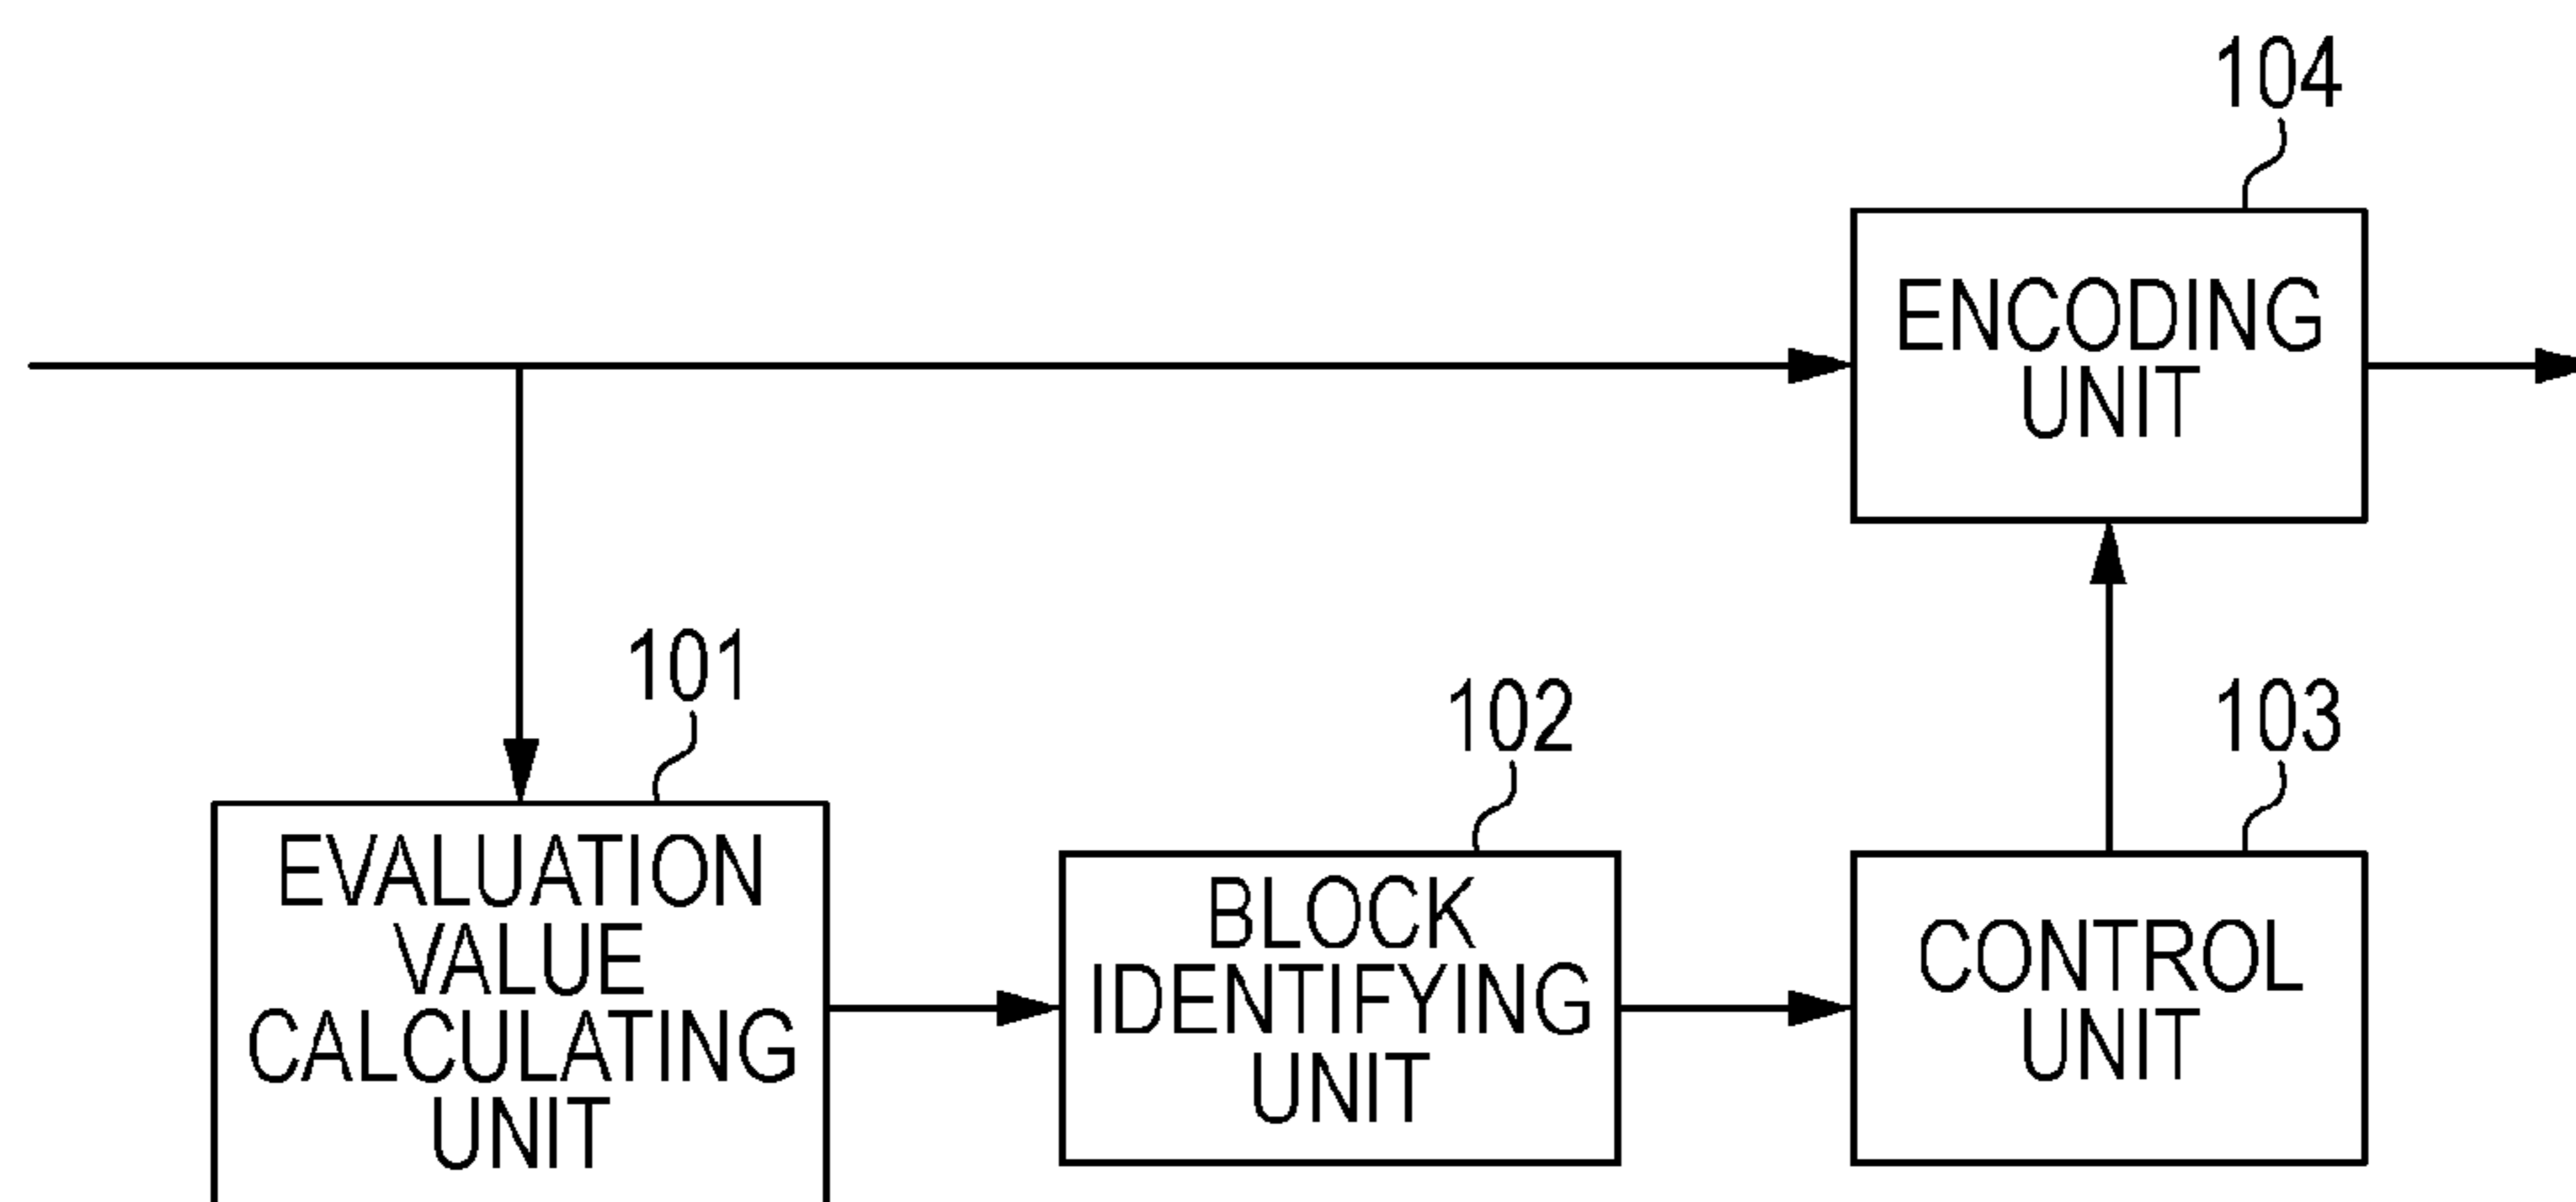 104
ENCODING
UNIT
101
EVALUATION
VALUE
CALCULATING
UNIT
102
BLOCK
IDENTIFYING
UNIT
103
CONTROL
UNIT